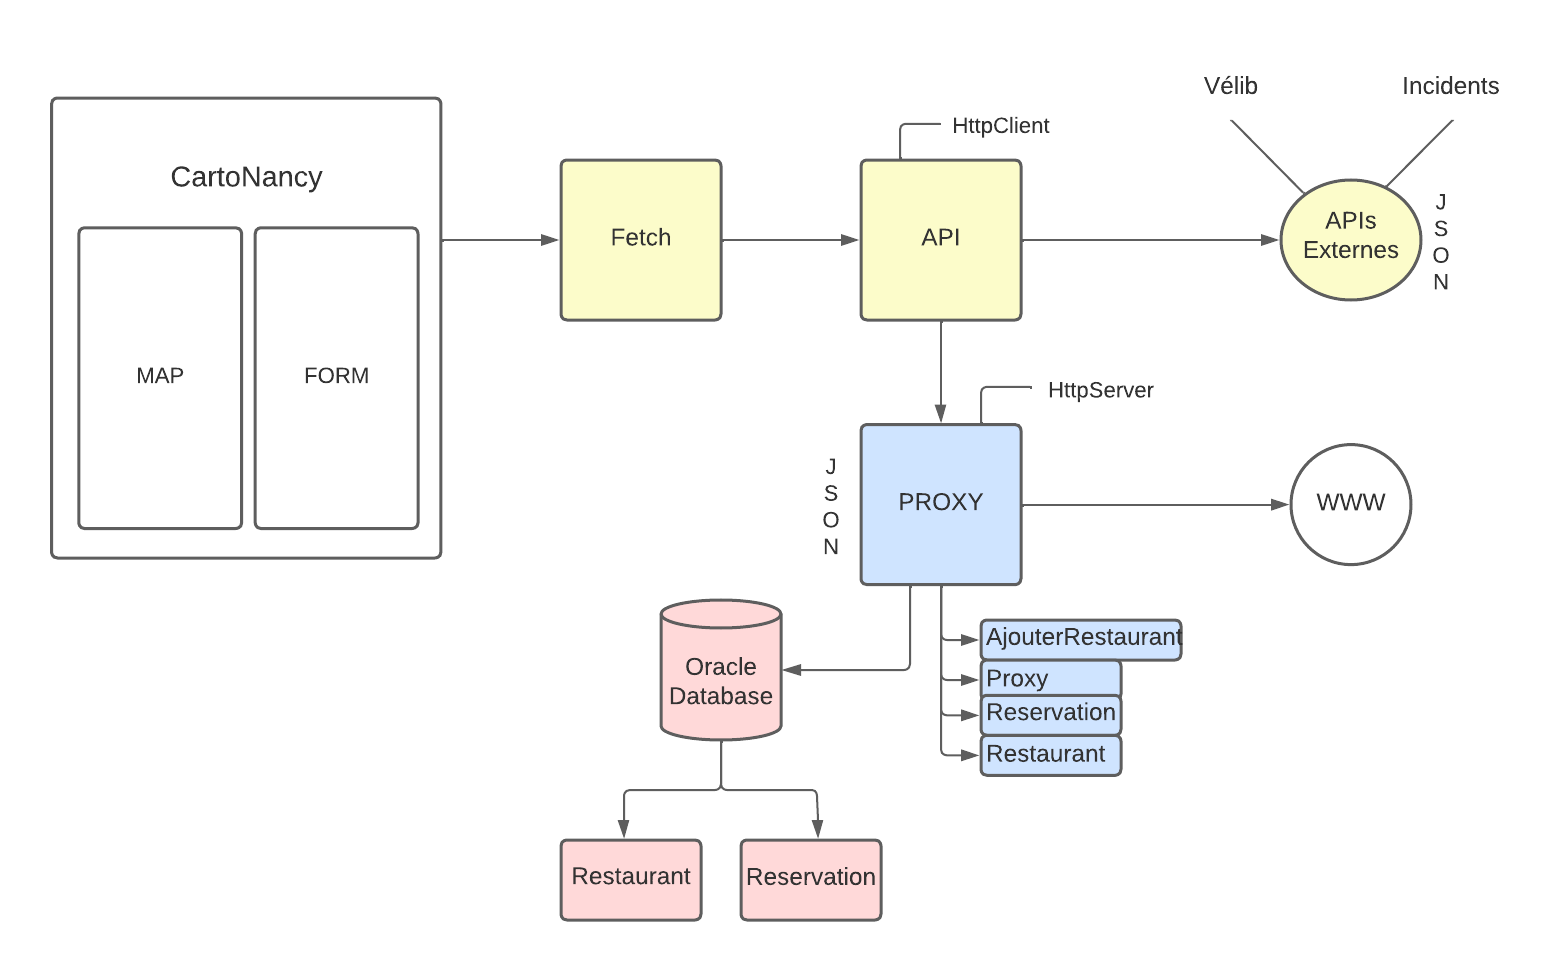 Vélib
Incidents
HttpClient
CartoNancy
Fetch
API
APIs
Externes
J
S
O
N
MAP
FORM
HttpServer
J
S
O
N
PROXY
WWW
AjouterRestaurant
Proxy
Reservation
Restaurant
Oracle
Database
Restaurant
Reservation